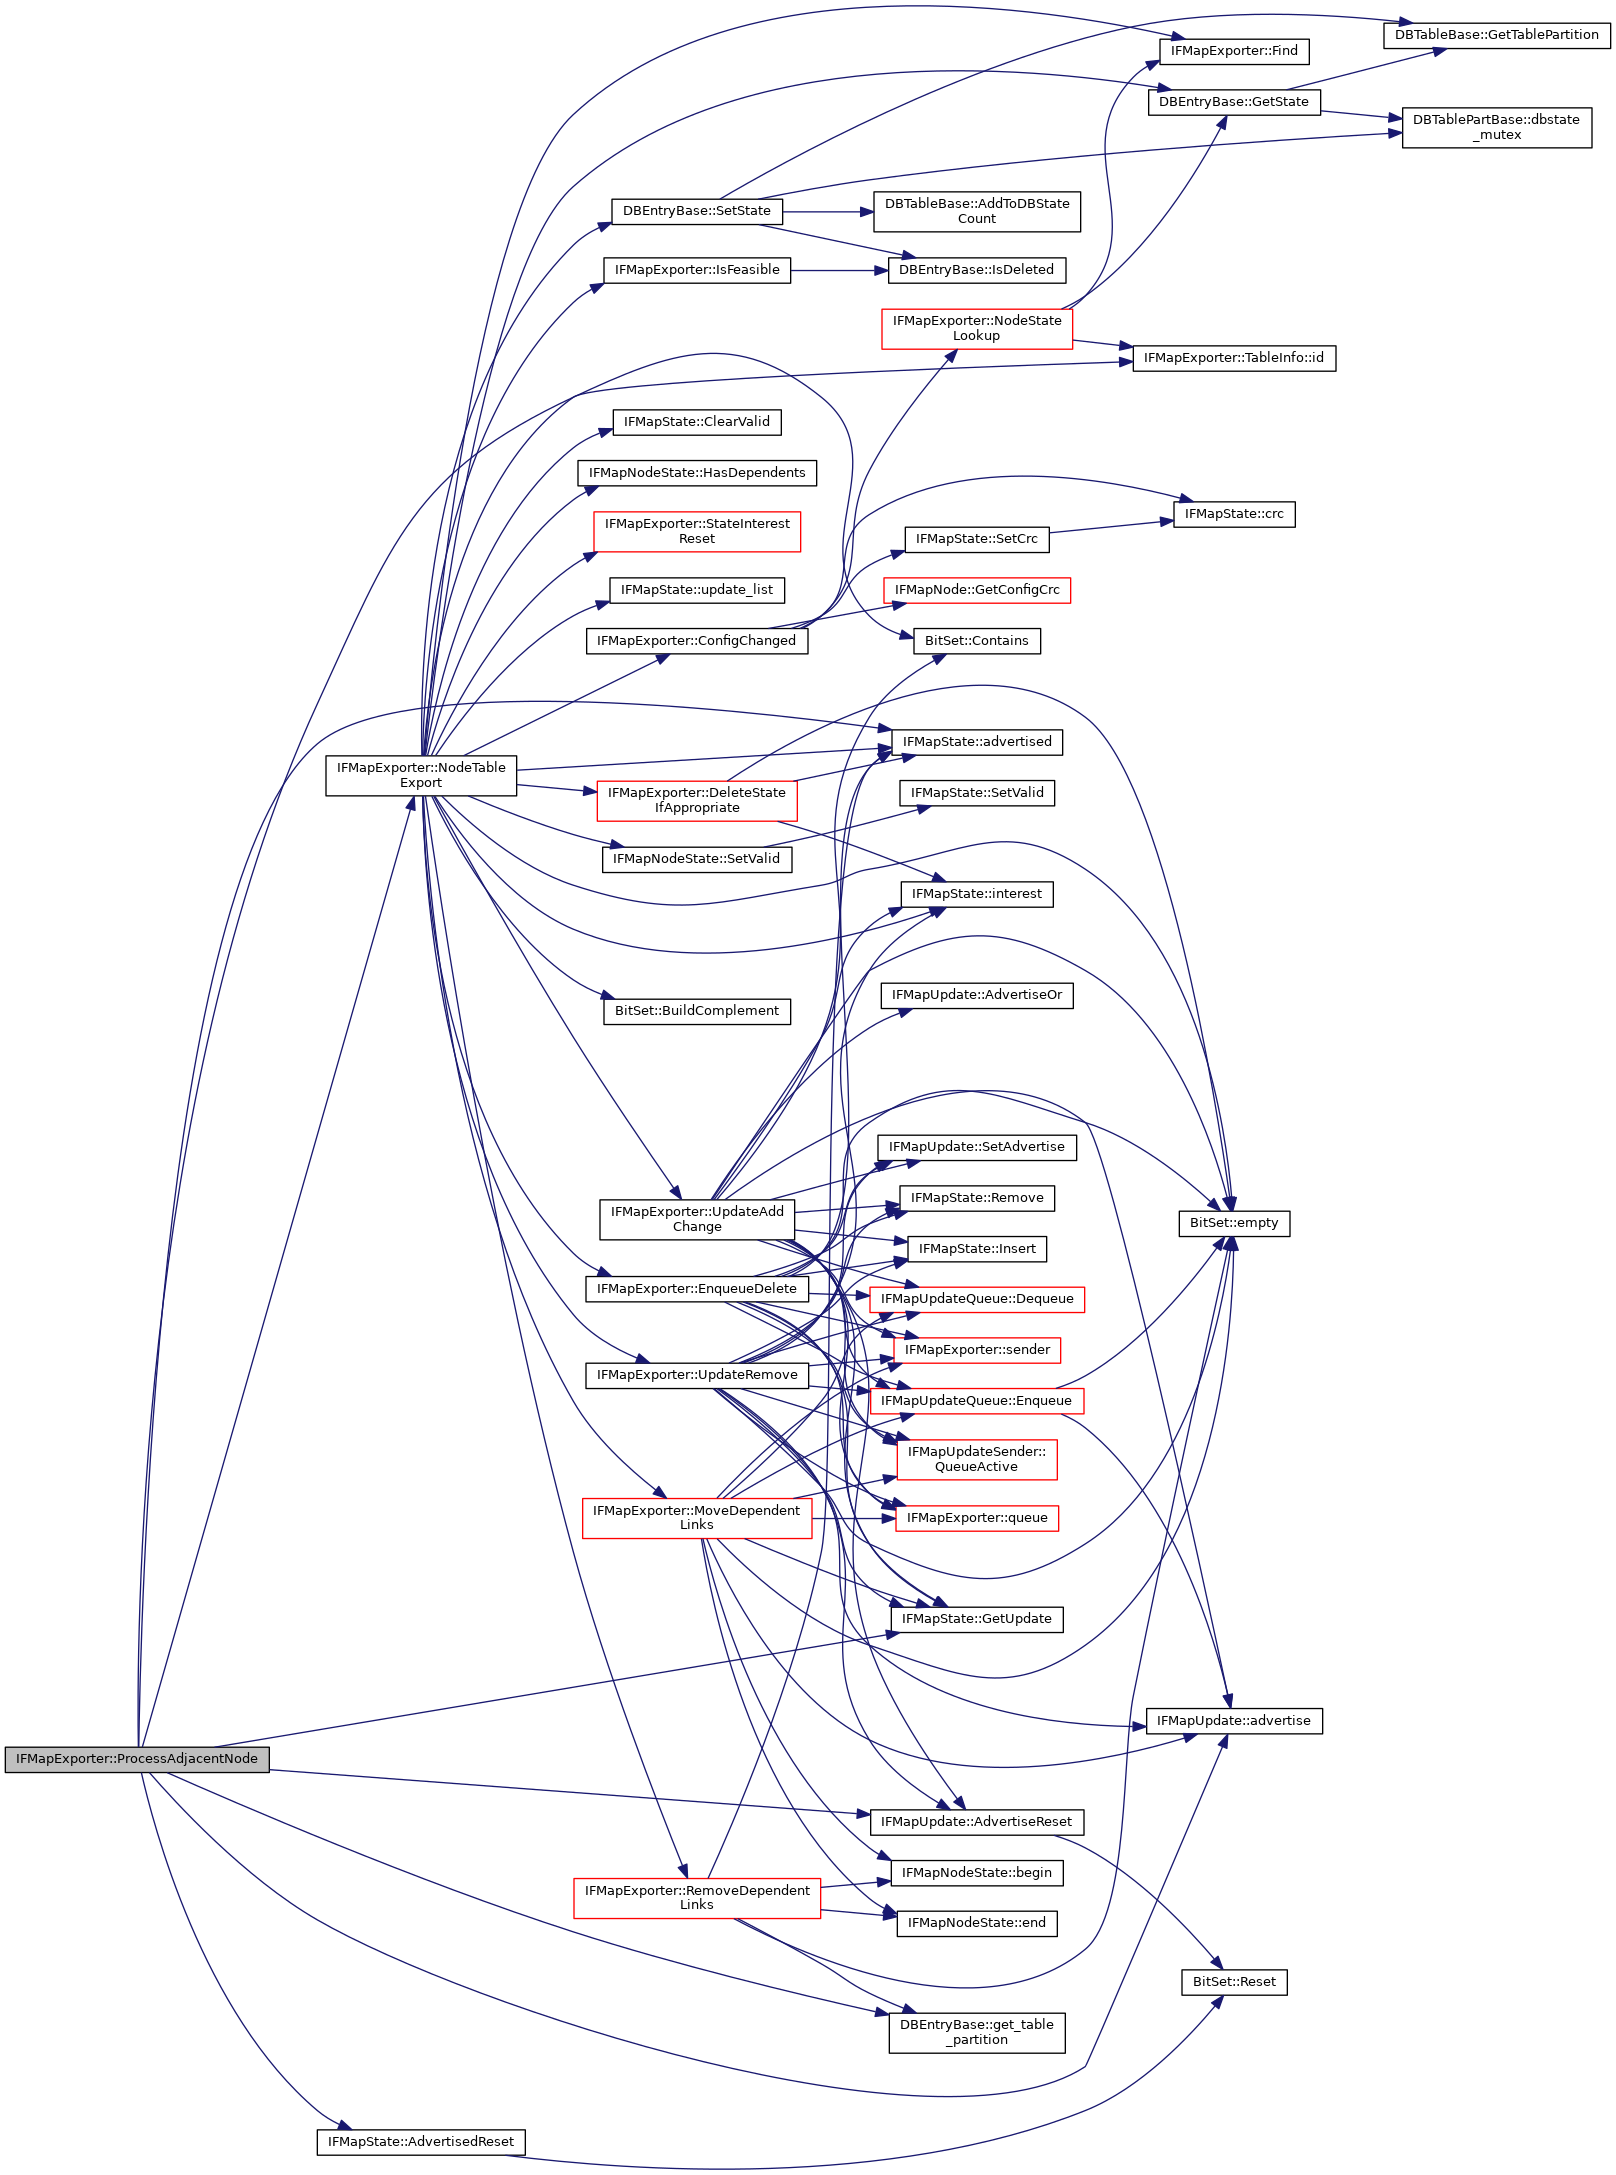 IFMapExporter::Find
DBTableBase::GetTablePartition
DBEntryBase::GetState
DBTablePartBase::dbstate
_mutex
DBEntryBase::SetState
DBTableBase::AddToDBState
Count
IFMapExporter::IsFeasible
DBEntryBase::IsDeleted
IFMapExporter::NodeState
Lookup
IFMapExporter::TableInfo::id
IFMapState::ClearValid
IFMapNodeState::HasDependents
IFMapExporter::StateInterest
Reset
IFMapState::crc
IFMapState::SetCrc
IFMapState::update_list
IFMapNode::GetConfigCrc
IFMapExporter::ConfigChanged
BitSet::Contains
IFMapExporter::NodeTable
Export
IFMapState::advertised
IFMapExporter::DeleteState
IfAppropriate
IFMapState::SetValid
IFMapNodeState::SetValid
IFMapState::interest
BitSet::BuildComplement
IFMapUpdate::AdvertiseOr
IFMapUpdate::SetAdvertise
IFMapState::Remove
IFMapExporter::UpdateAdd
Change
BitSet::empty
IFMapState::Insert
IFMapExporter::EnqueueDelete
IFMapUpdateQueue::Dequeue
IFMapExporter::sender
IFMapExporter::UpdateRemove
IFMapUpdateQueue::Enqueue
IFMapUpdateSender::
QueueActive
IFMapExporter::MoveDependent
Links
IFMapExporter::queue
IFMapState::GetUpdate
IFMapUpdate::advertise
IFMapExporter::ProcessAdjacentNode
IFMapUpdate::AdvertiseReset
IFMapNodeState::begin
IFMapExporter::RemoveDependent
Links
IFMapNodeState::end
BitSet::Reset
DBEntryBase::get_table
_partition
IFMapState::AdvertisedReset